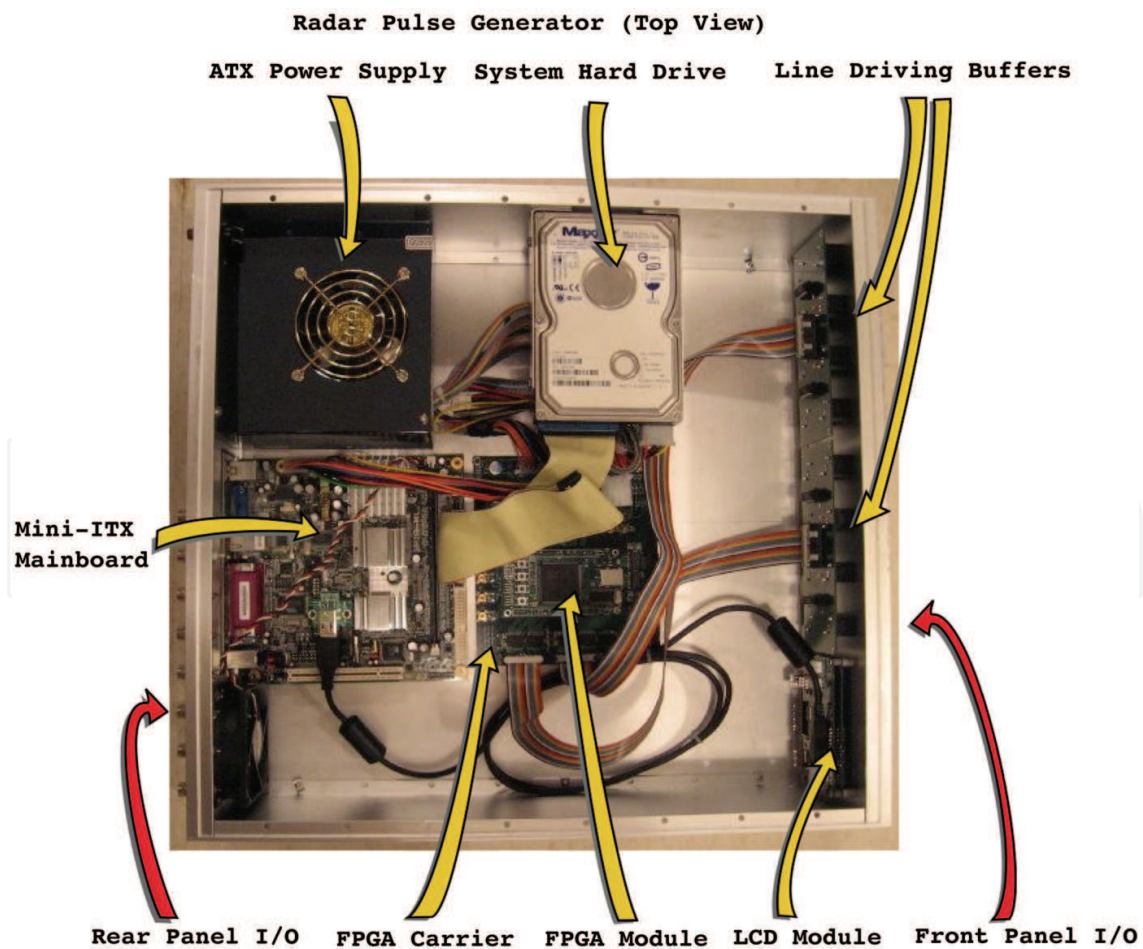 Radar Pulse Generator (Top View)
ATX Power Supply
System Hard Drive
Line Driving Buffers
Mini-ITX
Mainboard
Rear Panel I/O
FPGA Carrier
FPGA Module
LCD Module
Front Panel I/O